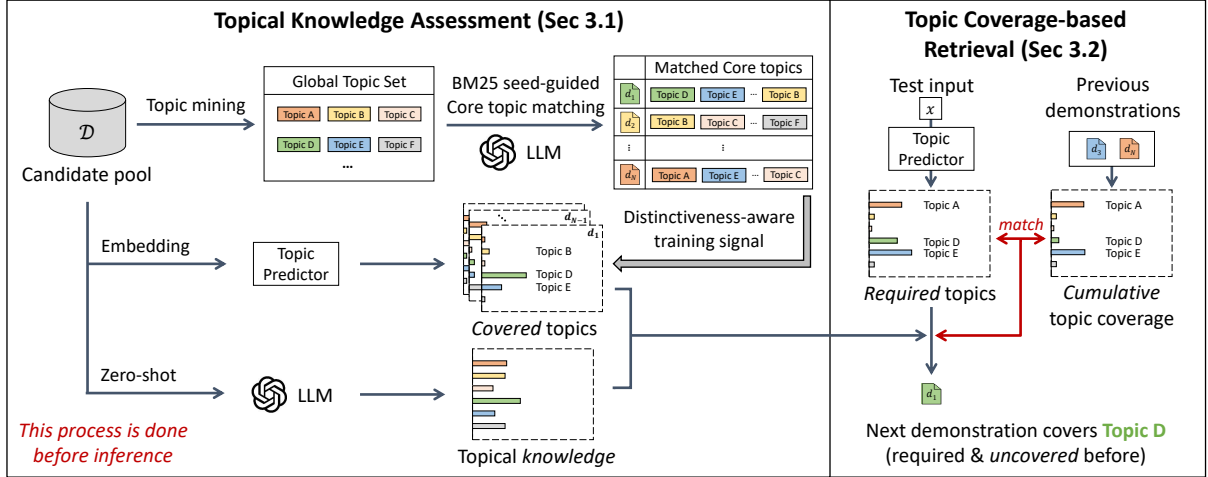 Topical Knowledge Assessment (Sec 3.1)
Topic mining
𝒟
Candidate pool
Global Topic Set
Topic A
Topic B
Topic C
Topic D
Topic E
Topic F
...
BM25 seed-guided
Core topic matching
LLM
Matched Core topics
d1
Topic D
Topic E
...
Topic B
d2
Topic B
Topic C
...
Topic F
⋮
⋮
dN
Topic A
Topic E
...
Topic C
Distinctiveness-aware
training signal
Embedding
Topic
Predictor
dN−1
d1
Topic B
Topic D
Topic E
Covered topics
Zero-shot
LLM
Topical knowledge
This process is done
before inference
Topic Coverage-based
Retrieval (Sec 3.2)
Test input
x
Topic
Predictor
Topic A
Topic D
Topic E
Required topics
Previous
demonstrations
d3
dN
match
Topic A
Topic D
Topic E
Cumulative
topic coverage
d1
Next demonstration covers Topic D
(required & uncovered before)